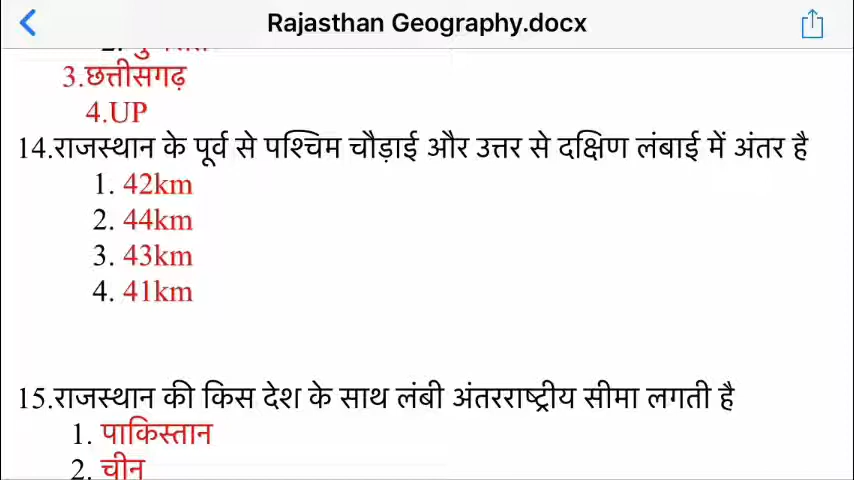 Rajasthan Geography.docx
3.छत्तीसगढ़
4.UP
14.राजस्थान के पूर्व से पश्चिम चौड़ाई और उत्तर से दक्षिण लंबाई में अंतर है
1. 42km
2. 44km
3. 43km
4. 41km
15.राजस्थान की किस देश के साथ लंबी अंतरराष्ट्रीय सीमा लगती है
1. पाकिस्तान
2. चीन